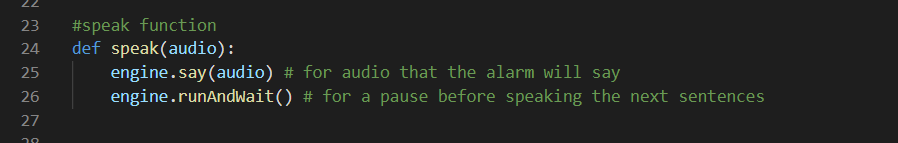 22
23 #speak function
24 def speak(audio):
25     engine.say(audio) # for audio that the alarm will say
26     engine.runAndWait() # for a pause before speaking the next sentences
27
28